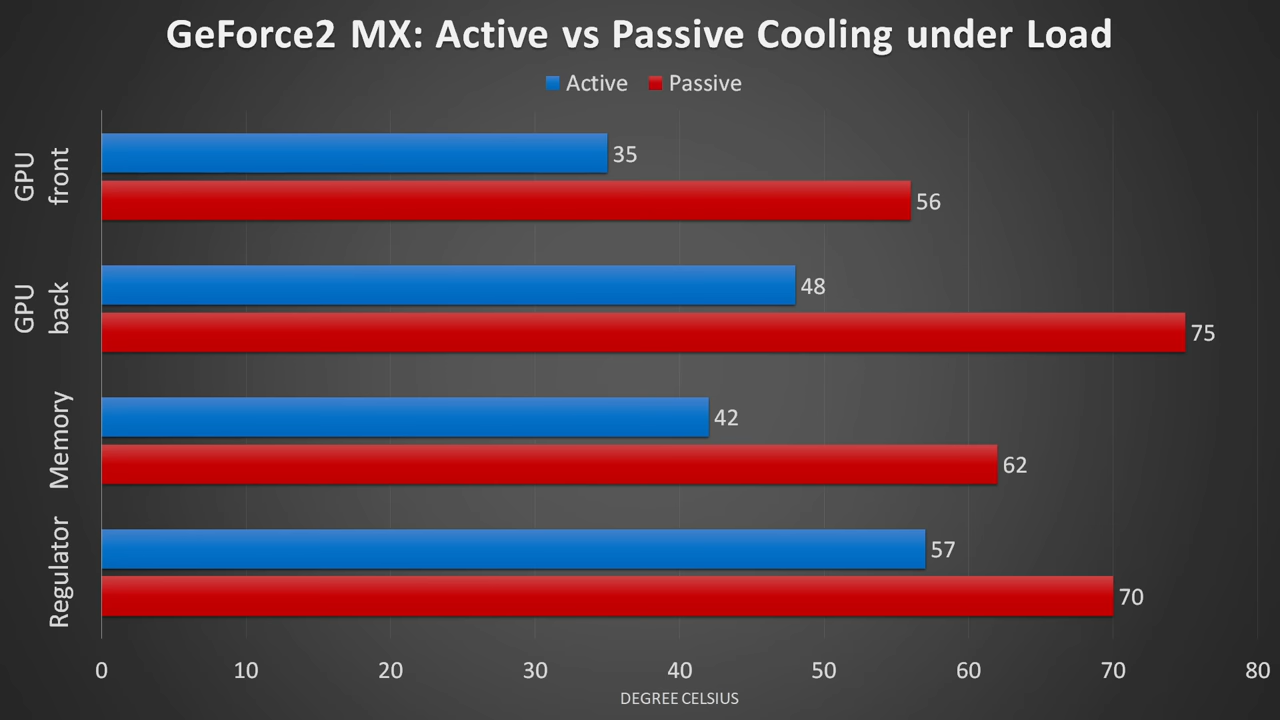 GeForce2 MX: Active vs Passive Cooling under Load
Active
Passive
GPU
front
35
56
GPU
back
48
75
Memory
42
62
Regulator
57
70
0 10 20 30 40 50 60 70 80
DEGREE CELSIUS